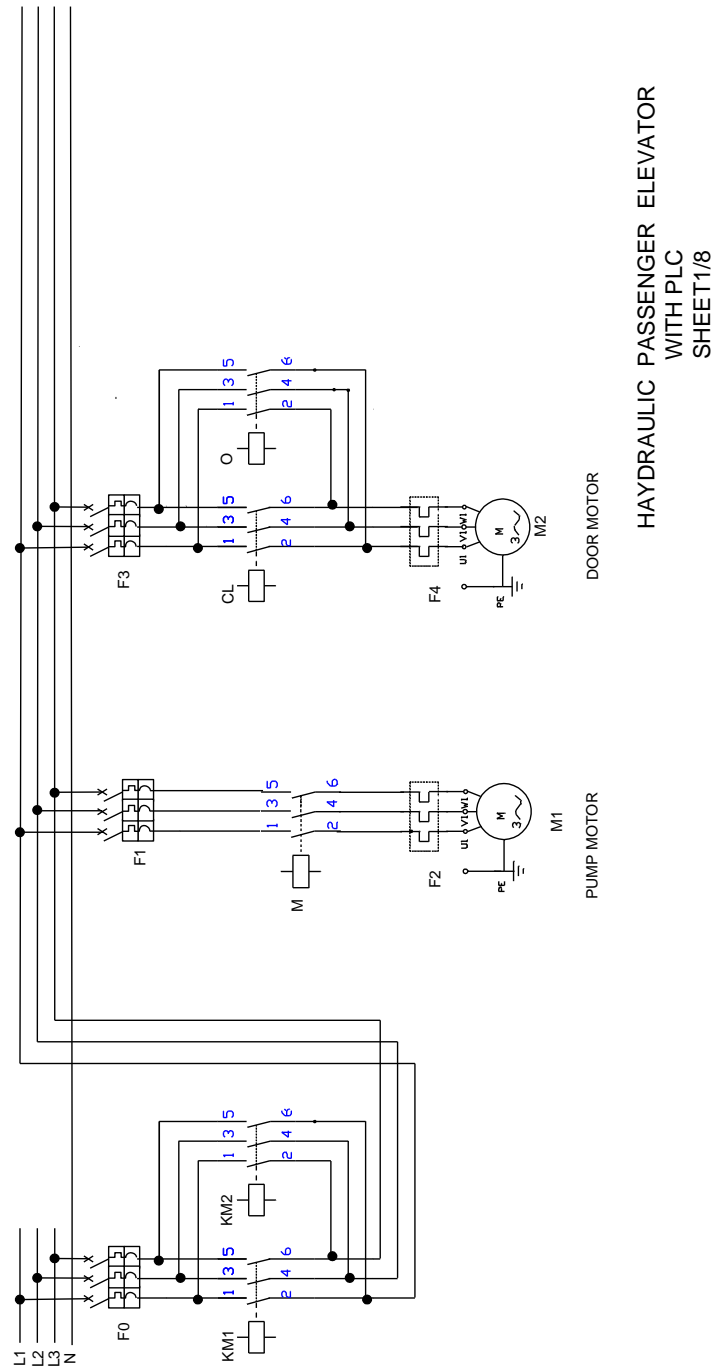 L1
L2
L3
N
F0
KM1
1 3 5
2 4 6
KM2
1 3 5
2 4 6
F1
M
1 3 5
2 4 6
F2
U1 V1 W1
PE
M
3
M1
PUMP MOTOR
F3
CL
1 3 5
2 4 6
O
1 3 5
2 4 6
F4
U1 V1 W1
PE
M
3
M2
DOOR MOTOR
HAYDRAULIC PASSENGER ELEVATOR
WITH PLC
SHEET1/8